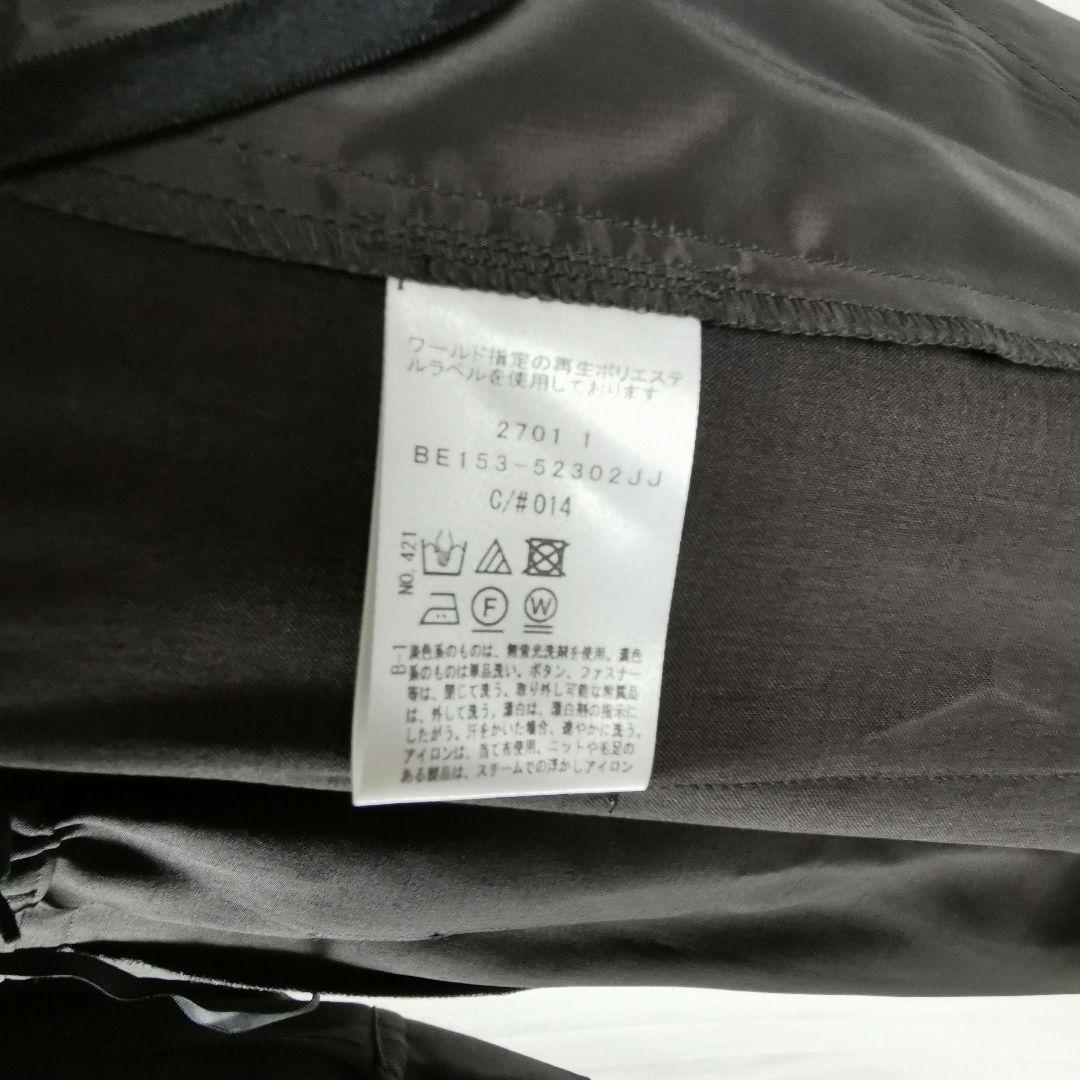 ワールド指定の再生ポリエステ
ルラベルを使用しております
2701 1
BE153-52302JJ
C/#014
NO. 421
F W
B-1
淡色系のものは、無蛍光洗剤を使用。濃色
系のものは単品洗い。ボタン、ファスナー
等は、閉じて洗う。取り外し可能な附属品
は、外して洗う。漂白は、漂白剤の指示に
したがう。汗をかいた場合、速やかに洗う。
アイロンは、当て布使用。ニットや毛足の
ある製品は、スチームでの浮かしアイロン